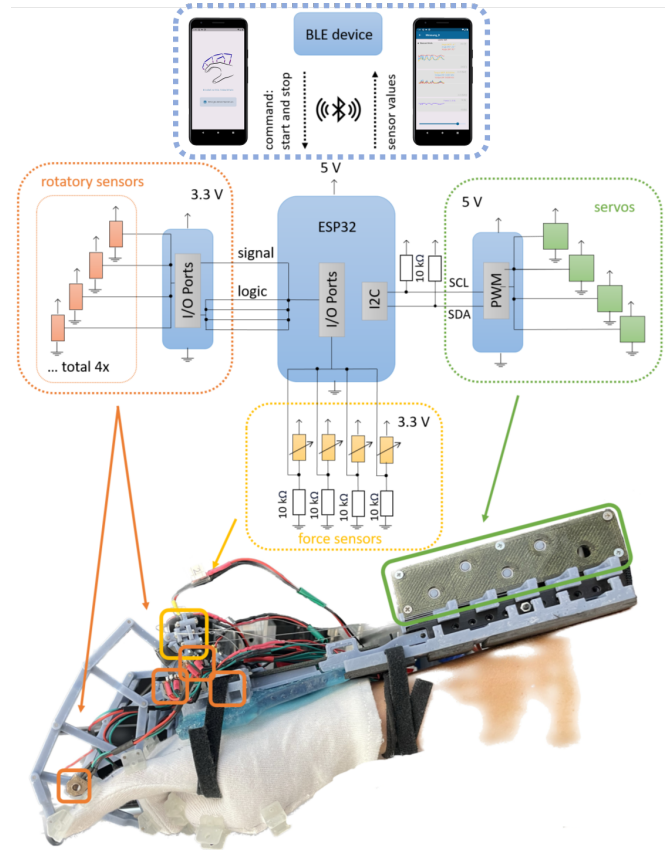 BLE device
command:
start and stop
sensor values
5 V
rotatory sensors
3.3 V
ESP32
5 V
servos
signal
logic
I/O Ports
I/O Ports
I2C
10 kΩ
10 kΩ
SCL
SDA
PWM
... total 4x
3.3 V
10 kΩ
10 kΩ
10 kΩ
10 kΩ
force sensors